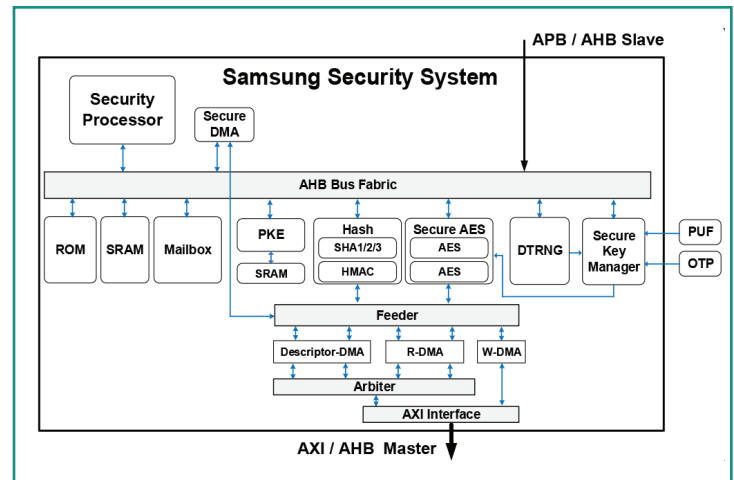 APB / AHB Slave
Samsung Security System
Security
Processor
Secure
DMA
AHB Bus Fabric
ROM
SRAM
Mailbox
PKE
SRAM
Hash
SHA1/2/3
HMAC
Secure AES
AES
AES
DTRNG
Secure
Key
Manager
PUF
OTP
Feeder
Descriptor-DMA
R-DMA
W-DMA
Arbiter
AXI Interface
AXI / AHB Master